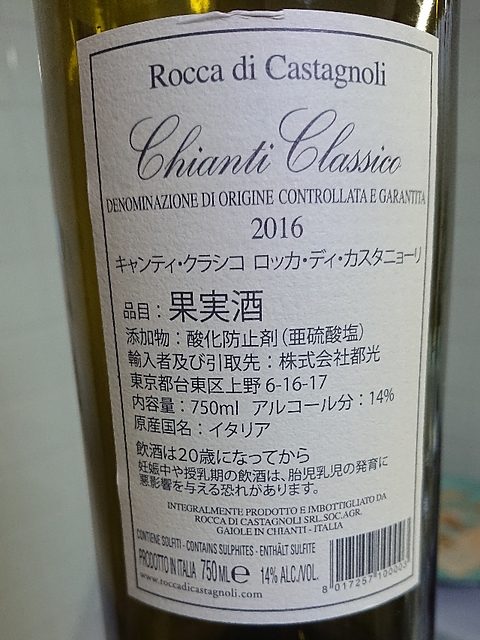 Rocca di Castagnoli
Chianti Classico
DENOMINAZIONE DI ORIGINE CONTROLLATA E GARANTITA
2016
キャンティ・クラシコ ロッカ・ディ・カスタニョーリ
品目：果実酒
添加物：酸化防止剤（亜硫酸塩）
輸入者及び引取先：株式会社都光
東京都台東区上野 6-16-17
内容量：750ml アルコール分：14%
原産国名：イタリア
飲酒は20歳になってから
妊娠中や授乳期の飲酒は、胎児乳児の発育に
悪影響を与える恐れがあります。
INTEGRALMENTE PRODOTTO E IMBOTTIGLIATO DA
ROCCA DI CASTAGNOLI SRL.SOC.AGR.
GAIOLE IN CHIANTI - ITALIA
CONTIENE SOLFITI - CONTAINS SULPHITES - ENTHÄLT SULFITE
PRODOTTO IN ITALIA 750 ML e 14% ALC./VOL.
www.roccadicastagnoli.com
8 017257 100003